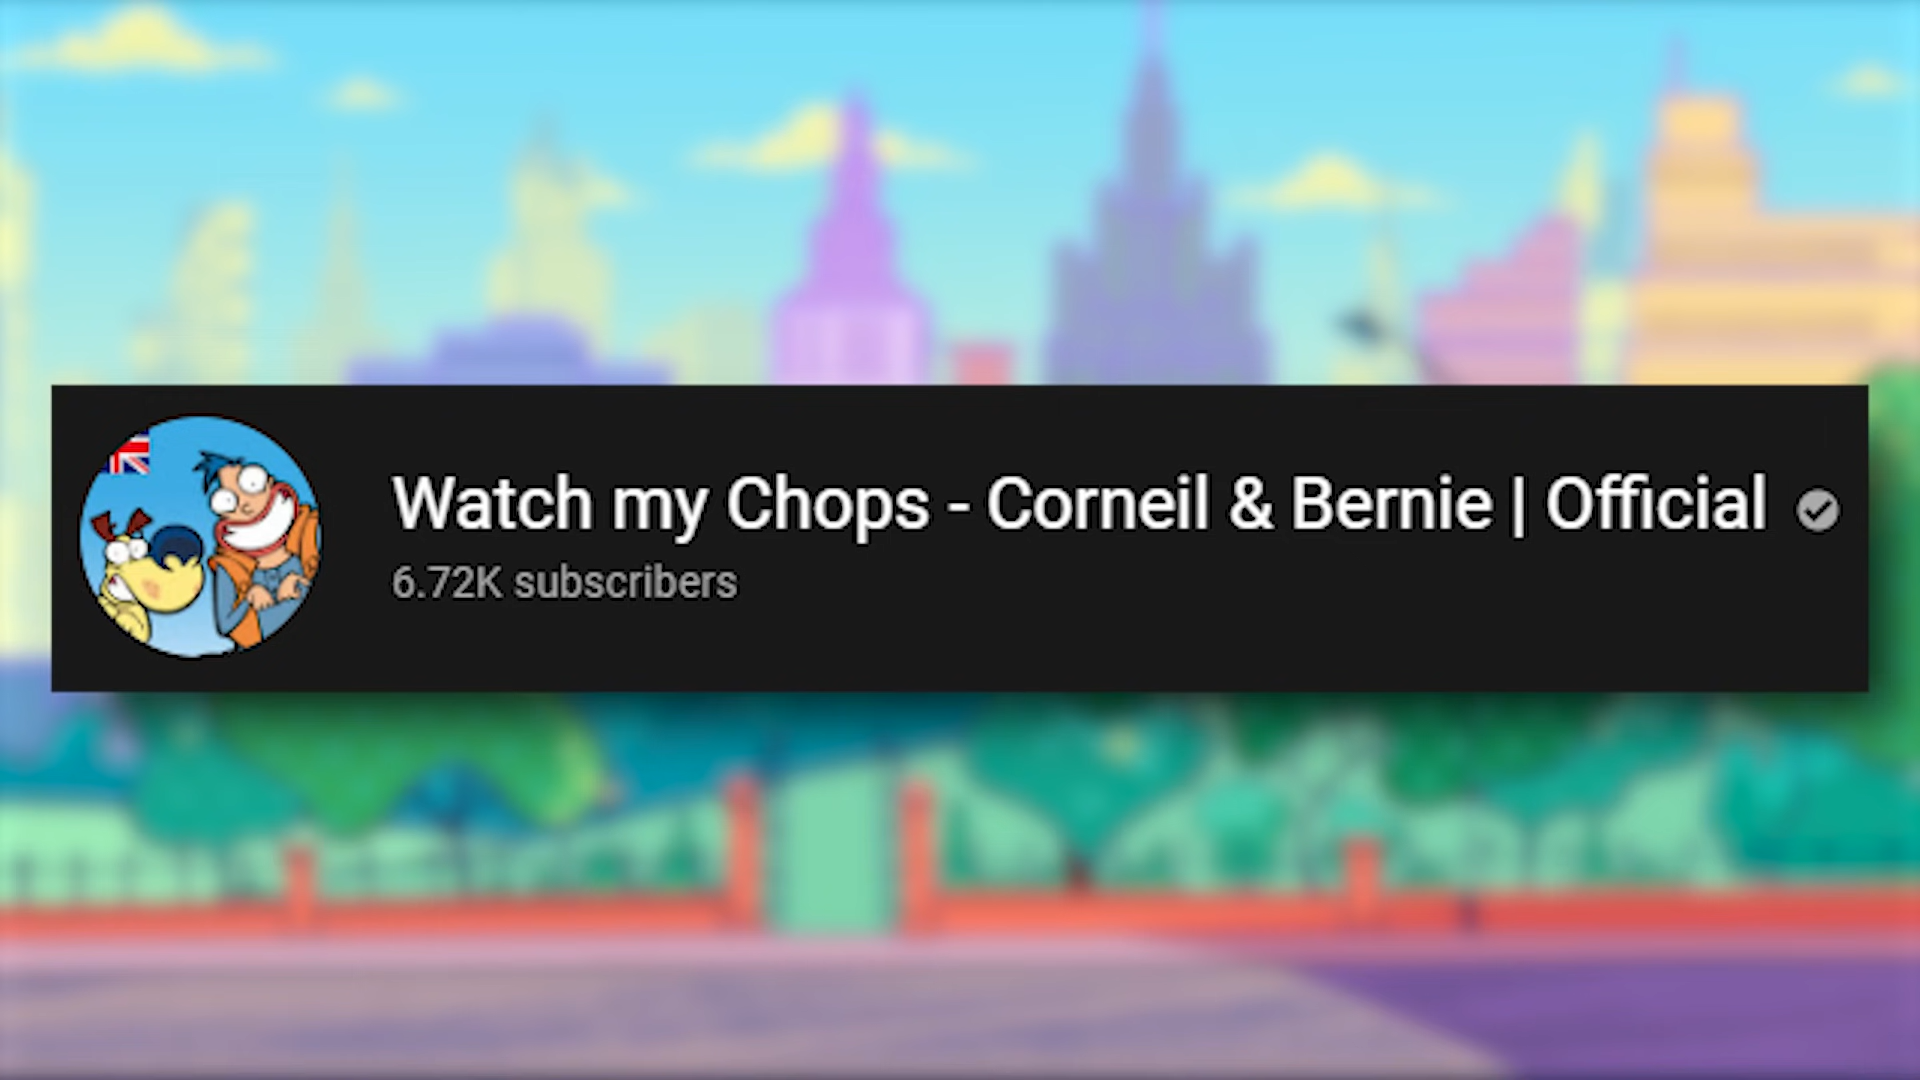 Watch my Chops - Corneil & Bernie | Official
6.72K subscribers